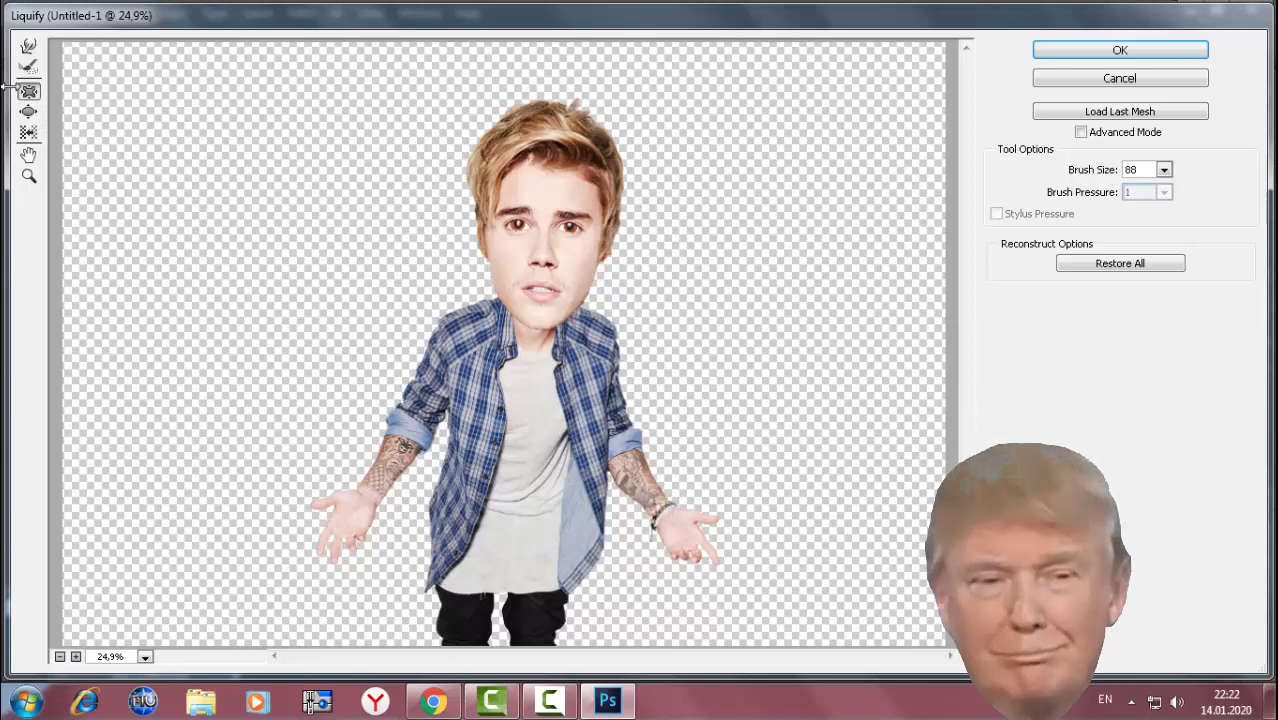 Liquify (Untitled-1 @ 24,9%)
OK
Cancel
Load Last Mesh
Advanced Mode
Tool Options
Brush Size: 88
Brush Pressure: 1
Stylus Pressure
Reconstruct Options
Restore All
24,9%
Ps
EN
22:22
14.01.2020